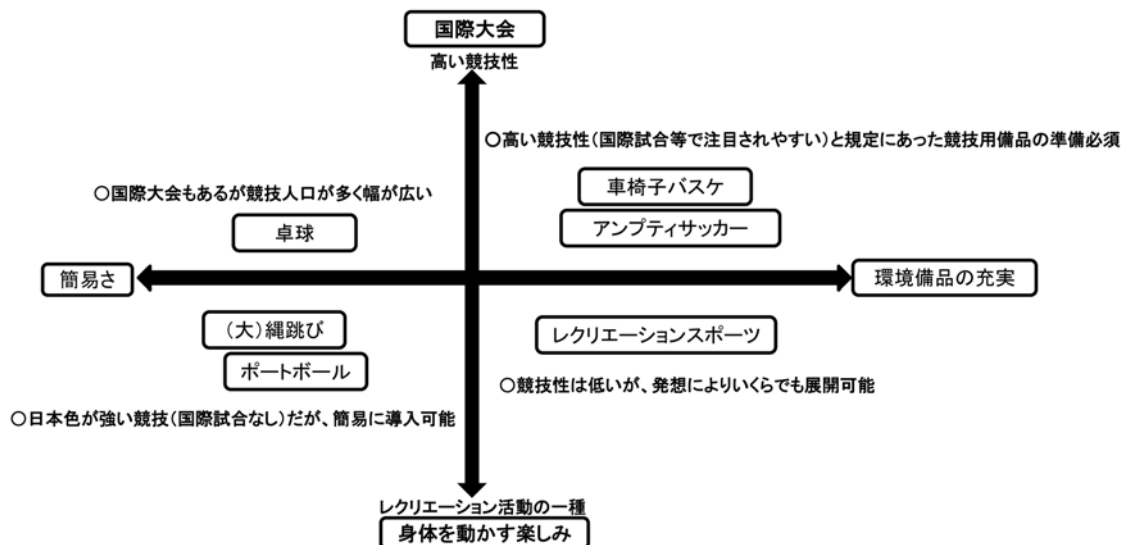 国際大会
高い競技性
○高い競技性(国際試合等で注目されやすい)と規定にあった競技用備品の準備必須
車椅子バスケ
○国際大会もあるが競技人口が多く幅が広い
卓球
アンプティサッカー
簡易さ
環境備品の充実
(大)縄跳び
レクリエーションスポーツ
ポートボール
○競技性は低いが、発想によりいくらでも展開可能
○日本色が強い競技(国際試合なし)だが、簡易に導入可能
レクリエーション活動の一種
身体を動かす楽しみ